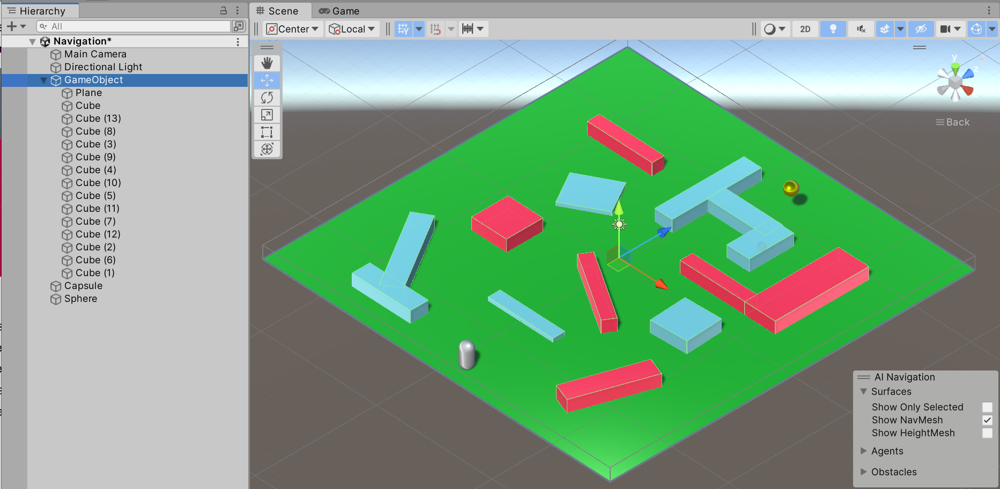 Hierarchy
All
Navigation*
Main Camera
Directional Light
GameObject
Plane
Cube
Cube (13)
Cube (8)
Cube (3)
Cube (9)
Cube (4)
Cube (10)
Cube (5)
Cube (11)
Cube (7)
Cube (12)
Cube (2)
Cube (6)
Cube (1)
Capsule
Sphere
Scene Game
Center Local 2D
y
z
Back
AI Navigation
Surfaces
Show Only Selected
Show NavMesh
Show HeightMesh
Agents
Obstacles